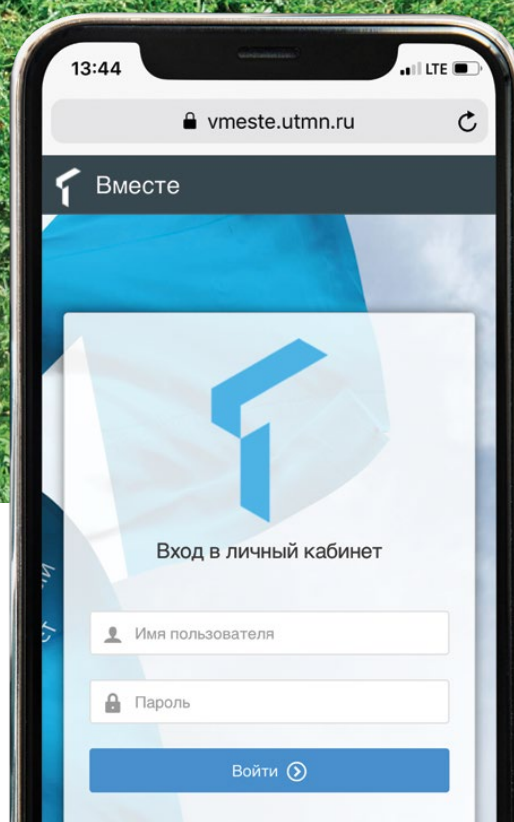 13:44
LTE
vmeste.utmn.ru
Вместе
Вход в личный кабинет
Имя пользователя
Пароль
Войти